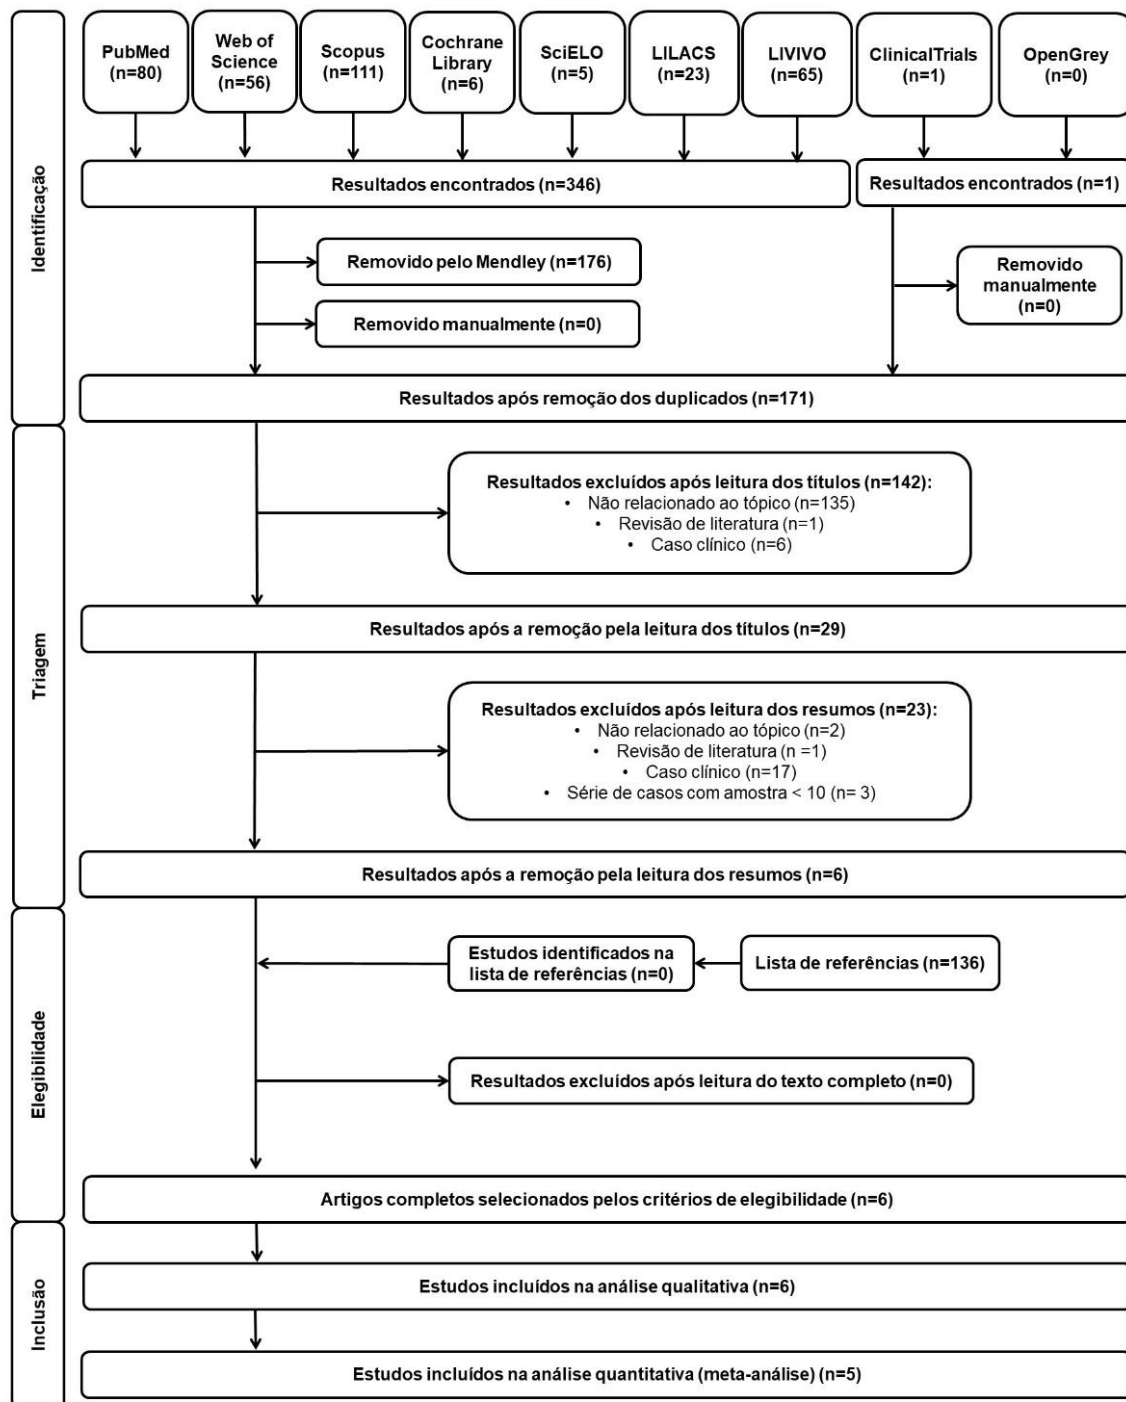 PubMed
(n=80)
Web of
Science
(n=56)
Scopus
(n=111)
Cochrane
Library
(n=6)
SciELO
(n=5)
LILACS
(n=23)
LIVIVO
(n=65)
ClinicalTrials
(n=1)
OpenGrey
(n=0)
Identificação
Resultados encontrados (n=346)
Resultados encontrados (n=1)
Removido pelo Mendley (n=176)
Removido manualmente (n=0)
Removido
manualmente
(n=0)
Resultados após remoção dos duplicados (n=171)
Triagem
Resultados excluídos após leitura dos títulos (n=142):
• Não relacionado ao tópico (n=135)
• Revisão de literatura (n=1)
• Caso clínico (n=6)
Resultados após a remoção pela leitura dos títulos (n=29)
Resultados excluídos após leitura dos resumos (n=23):
• Não relacionado ao tópico (n=2)
• Revisão de literatura (n =1)
• Caso clínico (n=17)
• Série de casos com amostra < 10 (n= 3)
Resultados após a remoção pela leitura dos resumos (n=6)
Elegibilidade
Estudos identificados na
lista de referências (n=0)
Lista de referências (n=136)
Resultados excluídos após leitura do texto completo (n=0)
Artigos completos selecionados pelos critérios de elegibilidade (n=6)
Inclusão
Estudos incluídos na análise qualitativa (n=6)
Estudos incluídos na análise quantitativa (meta-análise) (n=5)